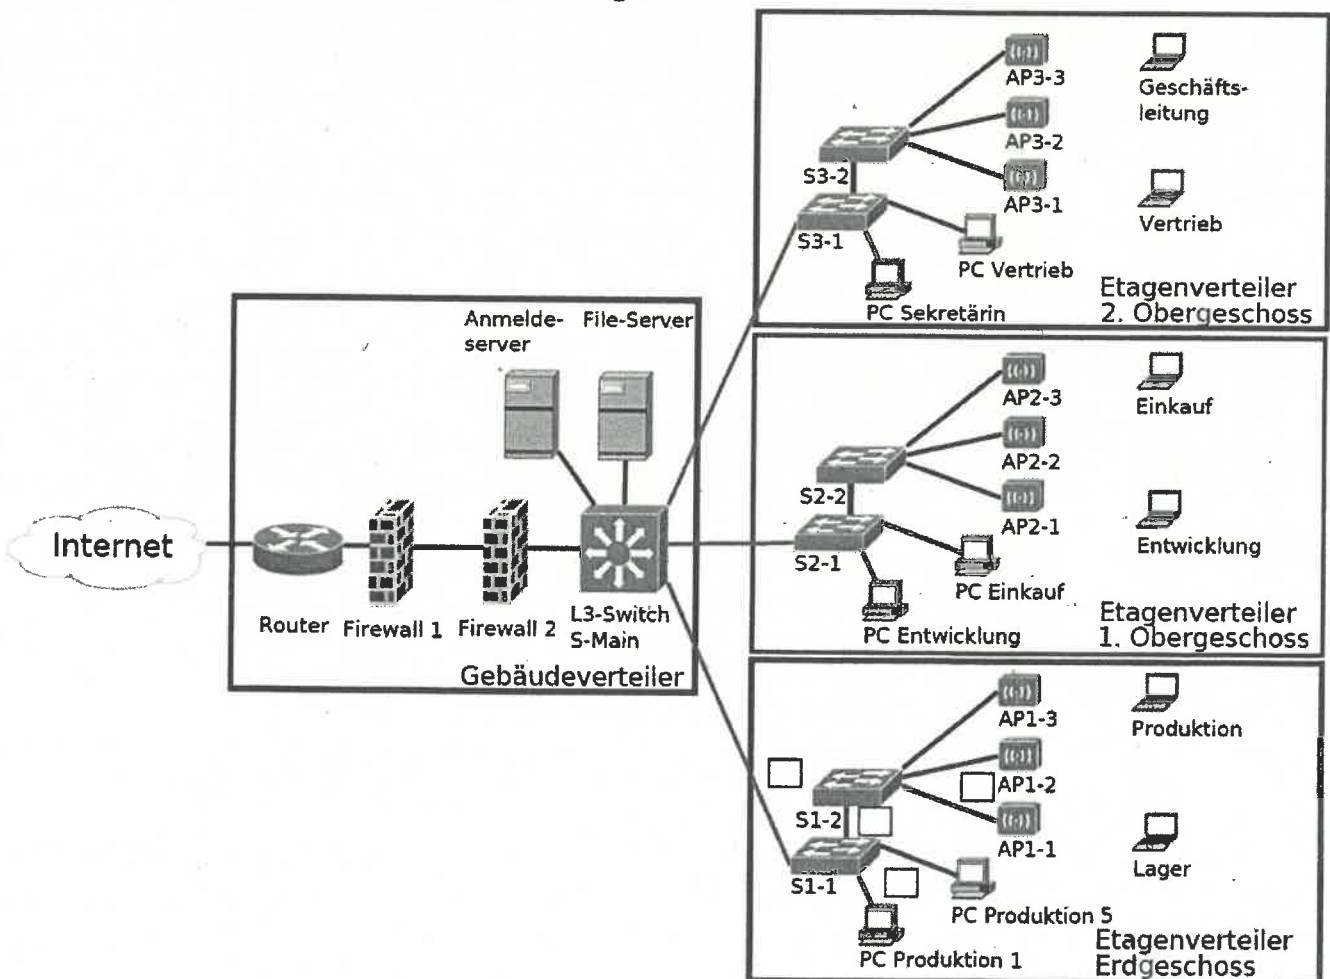 AP3-3
Geschäfts-
leitung
AP3-2
S3-2
AP3-1
Vertrieb
S3-1
PC Vertrieb
PC Sekretärin
Etagenverteiler
2. Obergeschoss
Anmelde-
server
File-Server
AP2-3
Einkauf
AP2-2
S2-2
AP2-1
Entwicklung
S2-1
PC Einkauf
PC Entwicklung
Etagenverteiler
1. Obergeschoss
Internet
Router
Firewall 1
Firewall 2
L3-Switch
S-Main
Gebäudeverteiler
AP1-3
Produktion
AP1-2
S1-2
AP1-1
Lager
S1-1
PC Produktion 5
PC Produktion 1
Etagenverteiler
Erdgeschoss